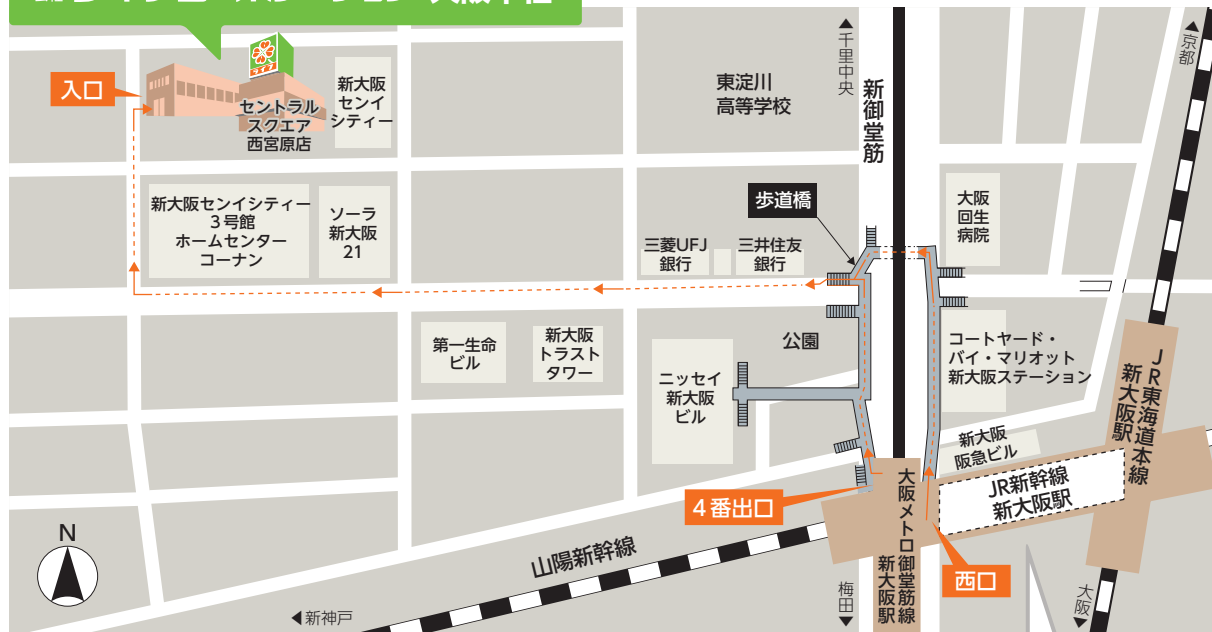 大阪本社
千里中央
京都
新御堂筋
東淀川
高等学校
入口
ライフ
セントラル
スクエア
西宮原店
新大阪
センイ
シティー
歩道橋
大阪
回生
病院
新大阪センイシティー
3号館
ホームセンター
コーナン
ソーラ
新大阪
21
三菱UFJ
銀行
三井住友
銀行
第一生命
ビル
新大阪
トラスト
タワー
公園
ニッセイ
新大阪
ビル
コートヤード・
バイ・マリオット
新大阪ステーション
JR東海道本線
新大阪駅
新大阪
阪急ビル
JR新幹線
新大阪駅
4番出口
大阪メトロ御堂筋線
新大阪駅
西口
N
山陽新幹線
新神戸
梅田
大阪